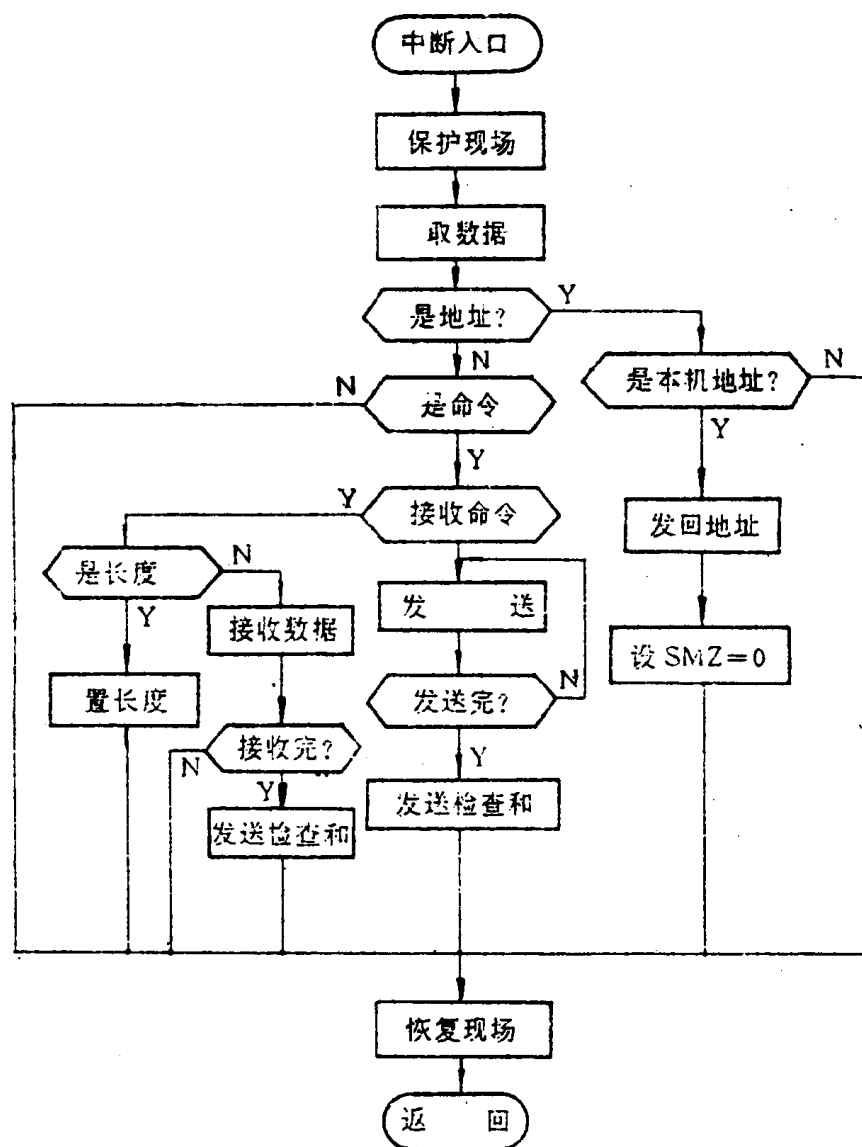 中断入口
保护现场
取数据
是地址?
Y
N
是本机地址?
N
N
是命令
Y
Y
Y
接收命令
发回地址
是长度
N
Y
接收数据
发 送
设SMZ=0
置长度
发送完?
N
接收完?
N
Y
Y
发送检查和
发送检查和
恢复现场
返 回